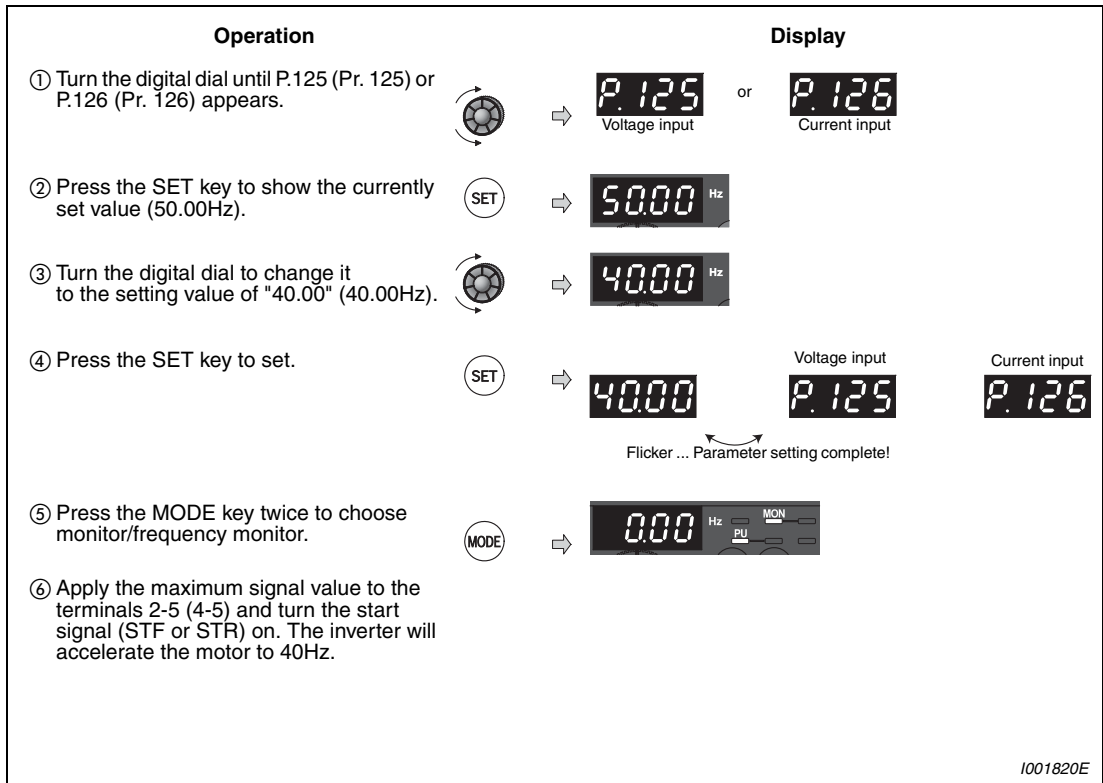 Operation
Display
① Turn the digital dial until P.125 (Pr. 125) or
P.126 (Pr. 126) appears.
P. 125
or
P. 126
Voltage input
Current input
② Press the SET key to show the currently
set value (50.00Hz).
SET
50.00 Hz
③ Turn the digital dial to change it
to the setting value of "40.00" (40.00Hz).
40.00 Hz
④ Press the SET key to set.
SET
Voltage input
Current input
40.00
P. 125
P. 126
Flicker ... Parameter setting complete!
⑤ Press the MODE key twice to choose
monitor/frequency monitor.
MODE
0.00 Hz
MON
PU
⑥ Apply the maximum signal value to the
terminals 2-5 (4-5) and turn the start
signal (STF or STR) on. The inverter will
accelerate the motor to 40Hz.
I001820E